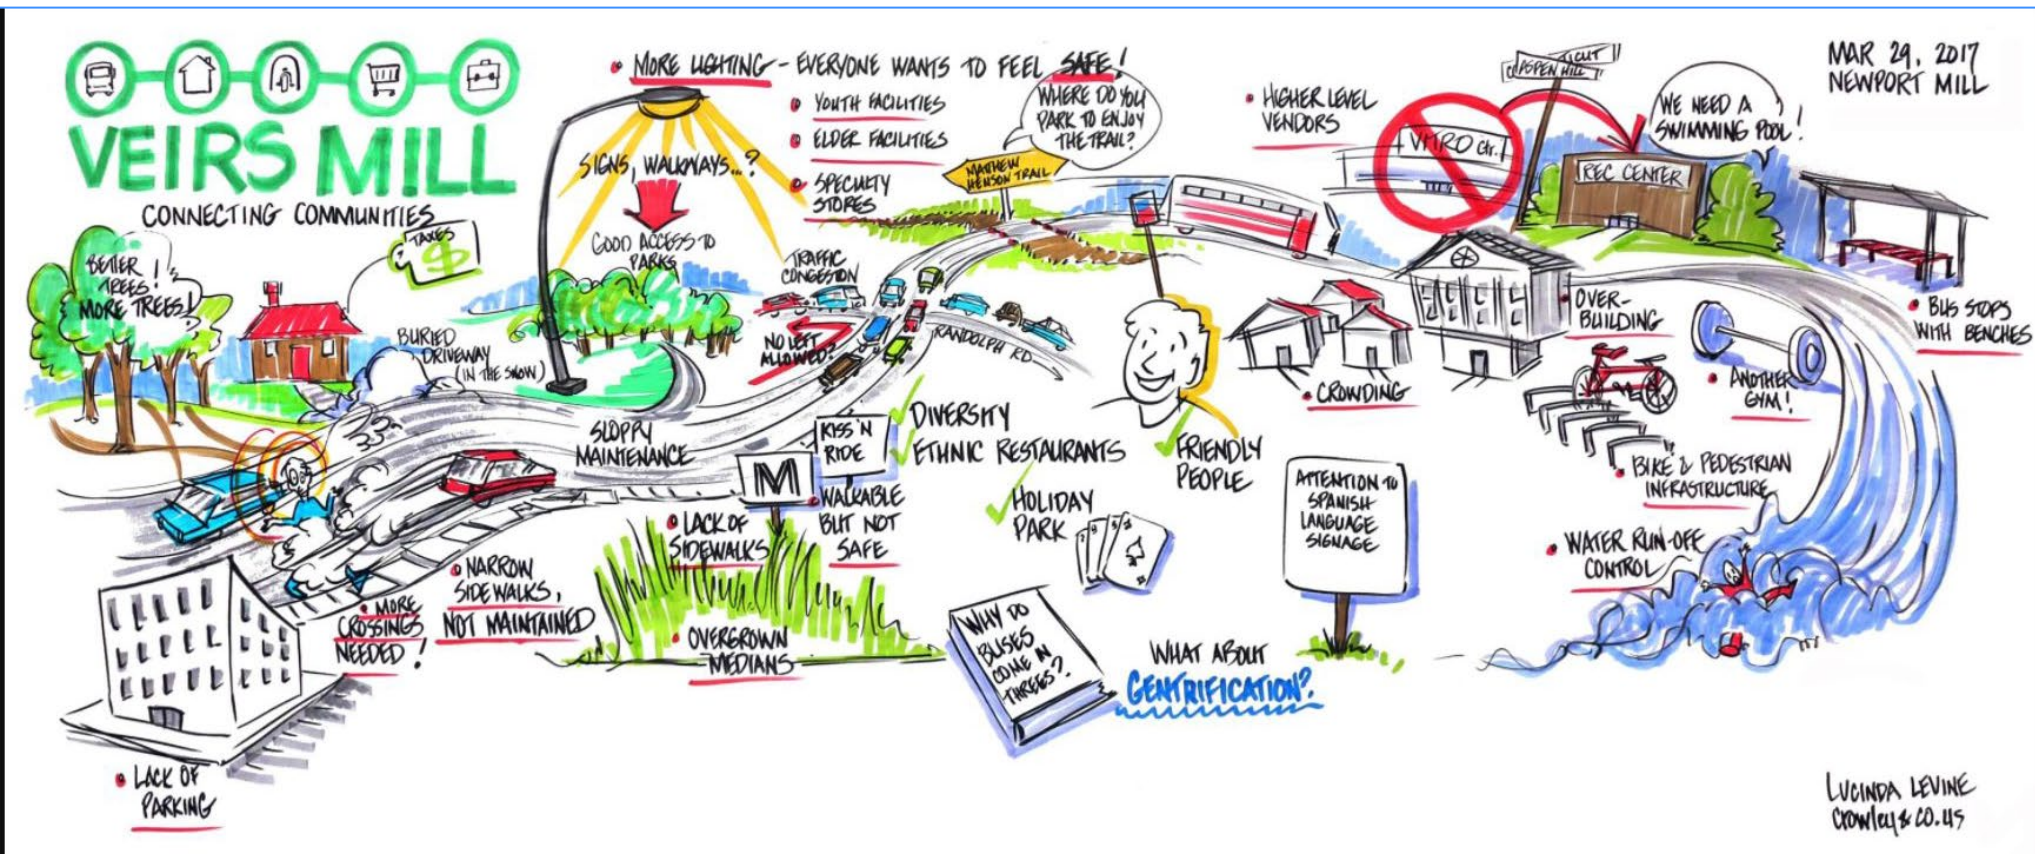 VEIRS MILL
CONNECTING COMMUNITIES
TAXES
$
BETTER
TREES!
MORE TREES!
BURIED
DRIVEWAY
(IN THE SNOW)
MORE LIGHTING - EVERYONE WANTS TO FEEL SAFE!
YOUTH FACILITIES
ELDER FACILITIES
SPECIALTY
STORES
SIGNS, WALKWAYS...?
GOOD ACCESS TO
PARKS
WHERE DO YOU
PARK TO ENJOY
THE TRAIL?
MATHEW
HENSON TRAIL
TRAFFIC
CONGESTION
NO LEFT
ALLOWED?
RANDOLPH RD
HIGHER LEVEL
VENDORS
VMRO Ctr.
ASPEN HILL
REC CENTER
WE NEED A
SWIMMING POOL!
MAR 29, 2017
NEWPORT MILL
BUS STOPS
WITH BENCHES
OVER-
BUILDING
CROWDING
ANOTHER
GYM!
BIKE & PEDESTRIAN
INFRASTRUCTURE
WATER RUN-OFF
CONTROL
SLOPPY
MAINTENANCE
KISS 'N
RIDE
M
WALKABLE
BUT NOT
SAFE
LACK OF
SIDEWALKS
OVERGROWN
MEDIANS
NARROW
SIDEWALKS,
NOT MAINTAINED
MORE
CROSSINGS
NEEDED!
LACK OF
PARKING
DIVERSITY
ETHNIC RESTAURANTS
HOLIDAY
PARK
FRIENDLY
PEOPLE
ATTENTION TO
SPANISH
LANGUAGE
SIGNAGE
WHY DO
BUSES
COME IN
THREES?
WHAT ABOUT
GENTRIFICATION?
LUCINDA LEVINE
Crowley & CO.US